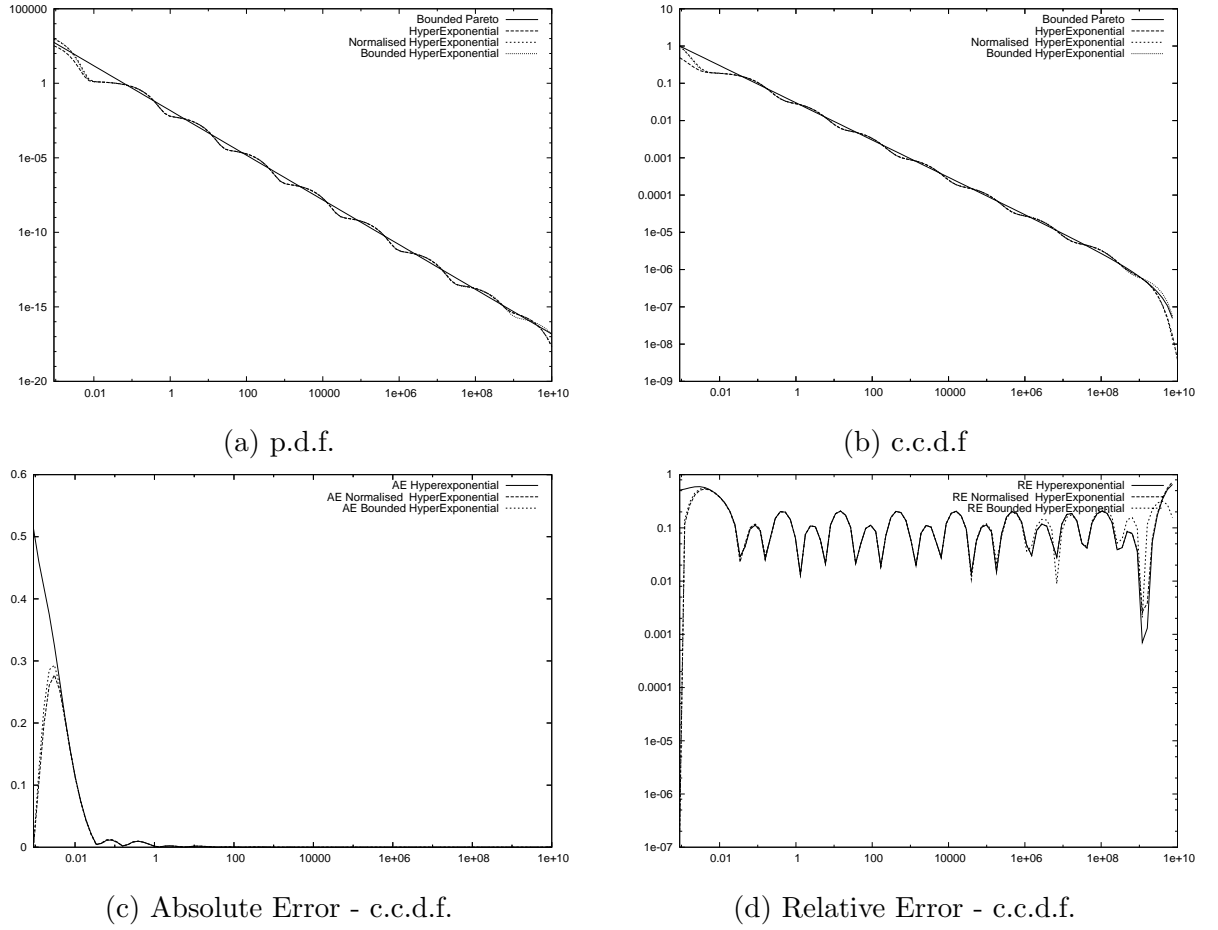 100000
1
1e-05
1e-10
1e-15
1e-20
0.01 1 100 10000 1e+06 1e+08 1e+10
Bounded Pareto
HyperExponential
Normalised HyperExponential
Bounded HyperExponential
(a) p.d.f.
10
1
0.1
0.01
0.001
0.0001
1e-05
1e-06
1e-07
1e-08
1e-09
0.01 1 100 10000 1e+06 1e+08 1e+10
Bounded Pareto
HyperExponential
Normalised HyperExponential
Bounded HyperExponential
(b) c.c.d.f
0.6
0.5
0.4
0.3
0.2
0.1
0
0.01 1 100 10000 1e+06 1e+08 1e+10
AE Hyperexponential
AE Normalised HyperExponential
AE Bounded HyperExponential
(c) Absolute Error - c.c.d.f.
1
0.1
0.01
0.001
0.0001
1e-05
1e-06
1e-07
0.01 1 100 10000 1e+06 1e+08 1e+10
RE Hyperexponential
RE Normalised HyperExponential
RE Bounded HyperExponential
(d) Relative Error - c.c.d.f.